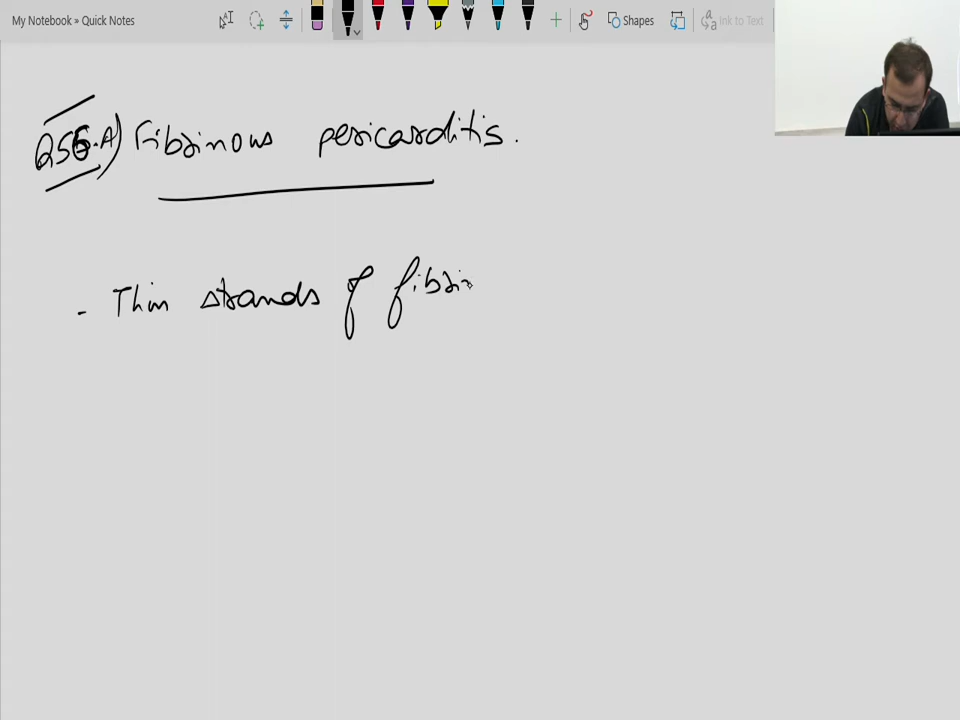 My Notebook » Quick Notes
Shapes
Ink to Text
Q56.A) Fibrinous pericarditis.
- Thin strands of fibrin